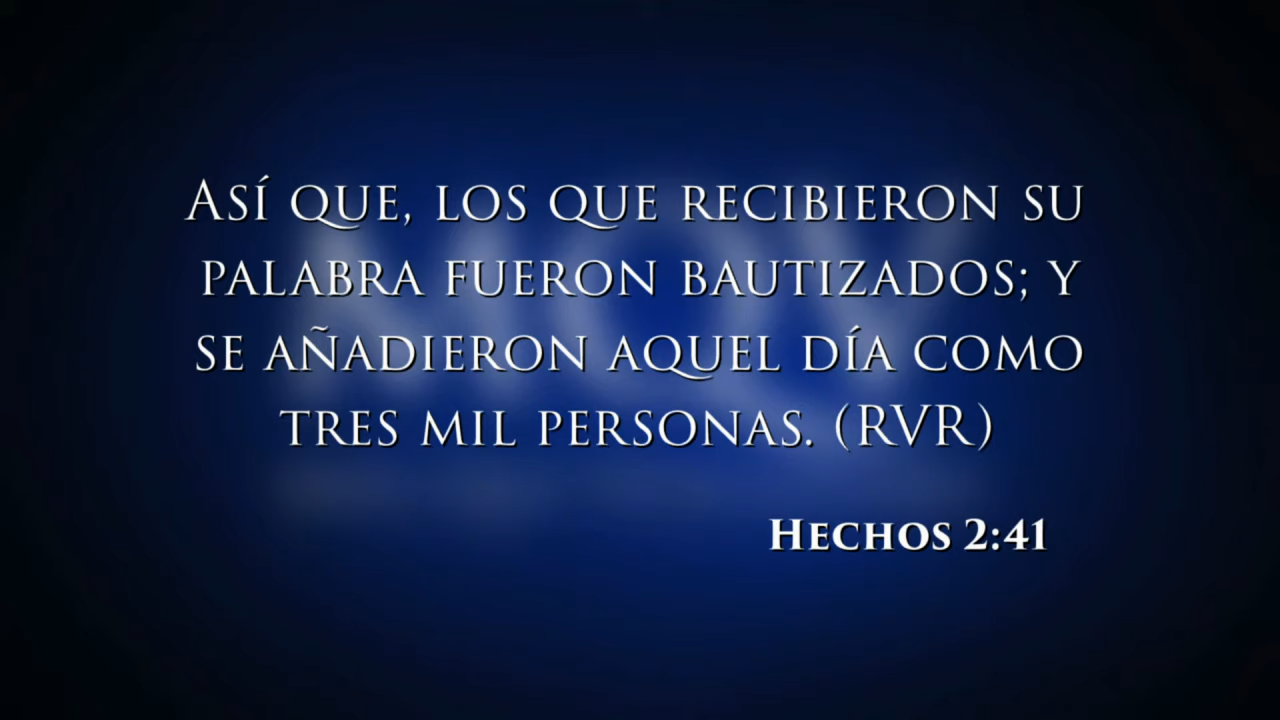 Así que, los que recibieron su
palabra fueron bautizados; y
se añadieron aquel día como
tres mil personas. (RVR)
Hechos 2:41